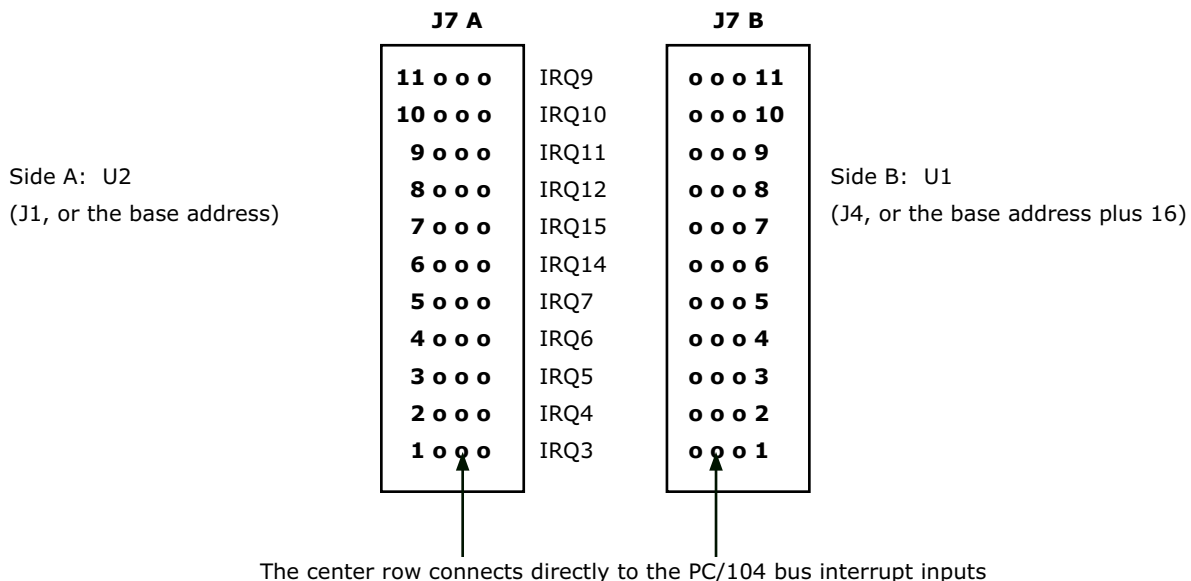 J7 A J7 B
11 o o o IRQ9 o o o 11
10 o o o IRQ10 o o o 10
9 o o o IRQ11 o o o 9
8 o o o IRQ12 o o o 8
7 o o o IRQ15 o o o 7
6 o o o IRQ14 o o o 6
5 o o o IRQ7 o o o 5
4 o o o IRQ6 o o o 4
3 o o o IRQ5 o o o 3
2 o o o IRQ4 o o o 2
1 o o o IRQ3 o o o 1
Side A: U2
(J1, or the base address)
Side B: U1
(J4, or the base address plus 16)
The center row connects directly to the PC/104 bus interrupt inputs